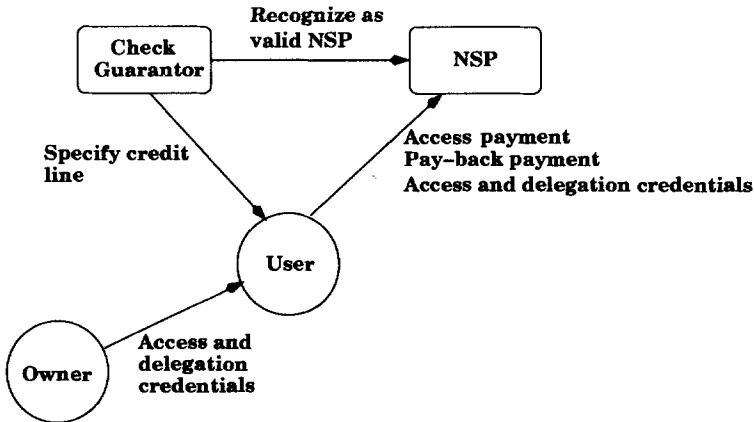 Recognize as
valid NSP
Check
Guarantor
NSP
Specify credit
line
Access payment
Pay-back payment
Access and delegation credentials
User
Access and
delegation
credentials
Owner